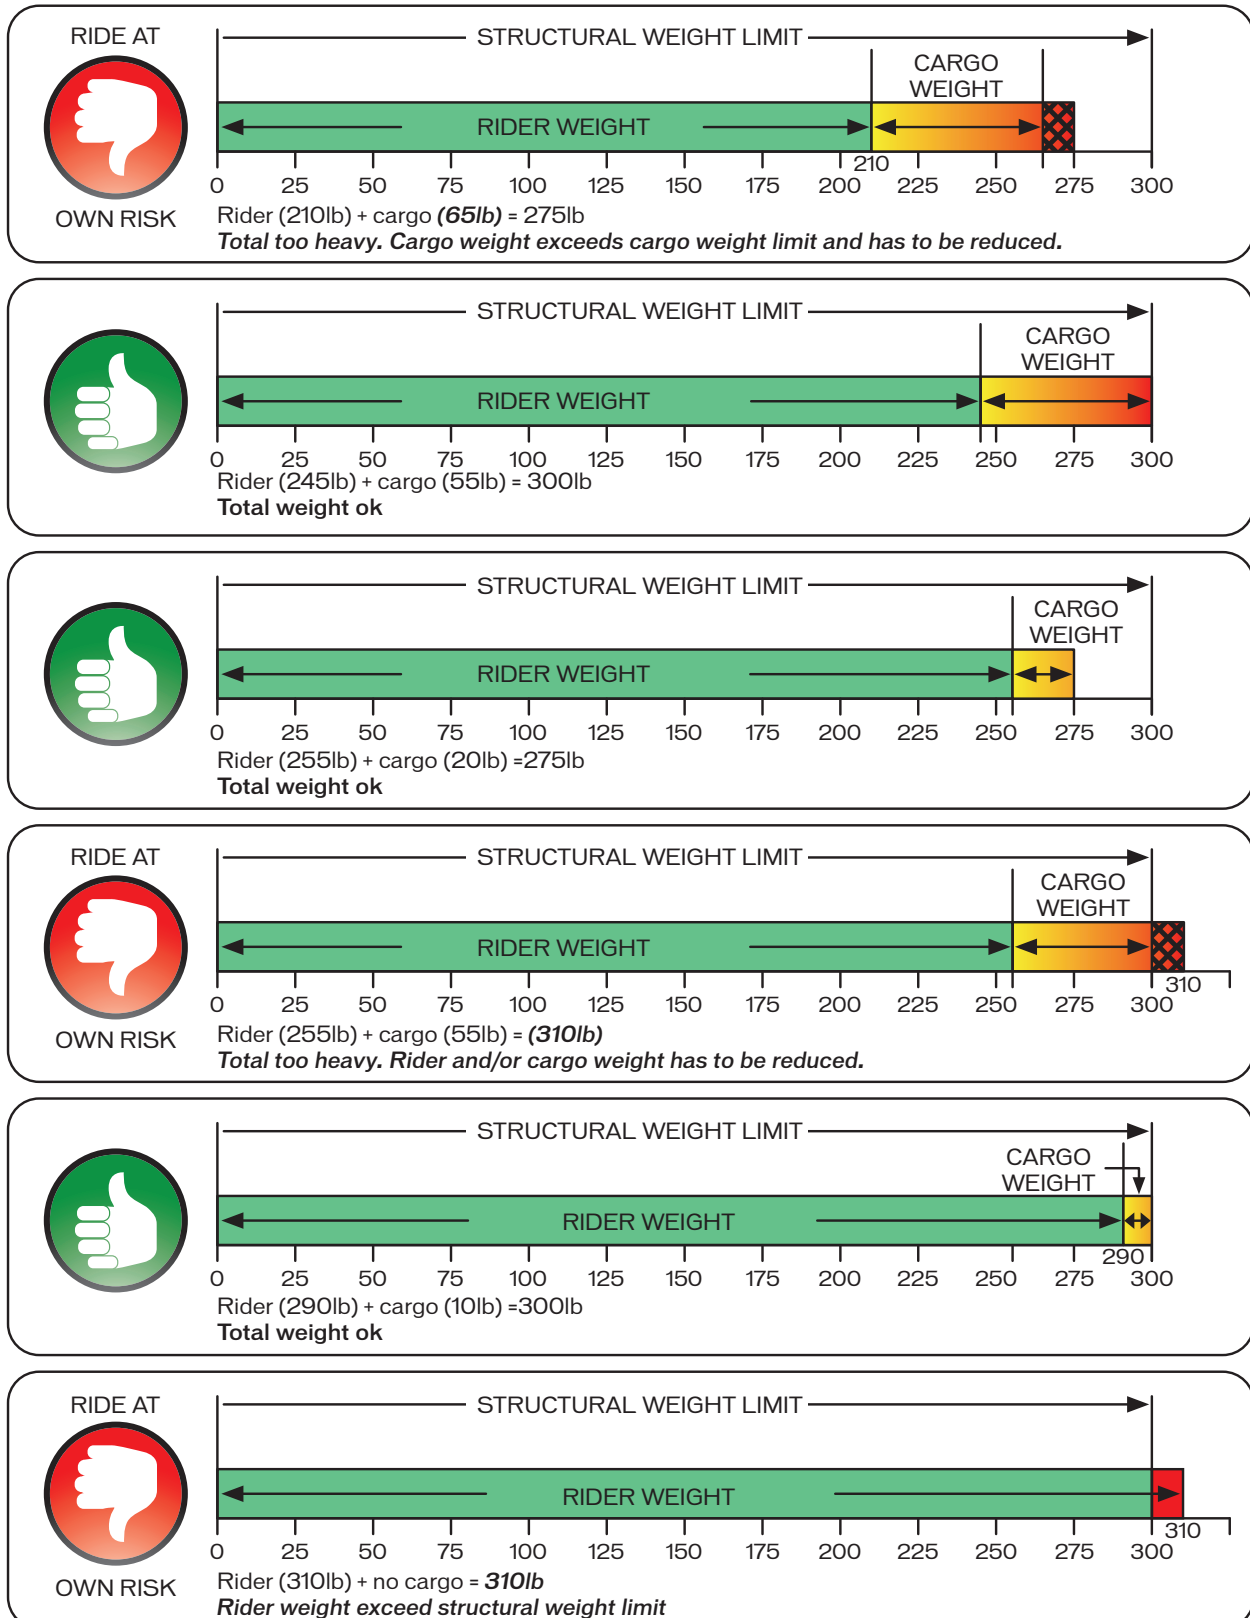 RIDE AT
OWN RISK
STRUCTURAL WEIGHT LIMIT
CARGO
WEIGHT
RIDER WEIGHT
210
0 25 50 75 100 125 150 175 200 225 250 275 300
Rider (210lb) + cargo (65lb) = 275lb
Total too heavy. Cargo weight exceeds cargo weight limit and has to be reduced.
STRUCTURAL WEIGHT LIMIT
CARGO
WEIGHT
RIDER WEIGHT
0 25 50 75 100 125 150 175 200 225 250 275 300
Rider (245lb) + cargo (55lb) = 300lb
Total weight ok
STRUCTURAL WEIGHT LIMIT
CARGO
WEIGHT
RIDER WEIGHT
0 25 50 75 100 125 150 175 200 225 250 275 300
Rider (255lb) + cargo (20lb) =275lb
Total weight ok
RIDE AT
OWN RISK
STRUCTURAL WEIGHT LIMIT
CARGO
WEIGHT
RIDER WEIGHT
310
0 25 50 75 100 125 150 175 200 225 250 275 300
Rider (255lb) + cargo (55lb) = (310lb)
Total too heavy. Rider and/or cargo weight has to be reduced.
STRUCTURAL WEIGHT LIMIT
CARGO
WEIGHT
RIDER WEIGHT
290
0 25 50 75 100 125 150 175 200 225 250 275 300
Rider (290lb) + cargo (10lb) =300lb
Total weight ok
RIDE AT
OWN RISK
STRUCTURAL WEIGHT LIMIT
RIDER WEIGHT
310
0 25 50 75 100 125 150 175 200 225 250 275 300
Rider (310lb) + no cargo = 310lb
Rider weight exceed structural weight limit